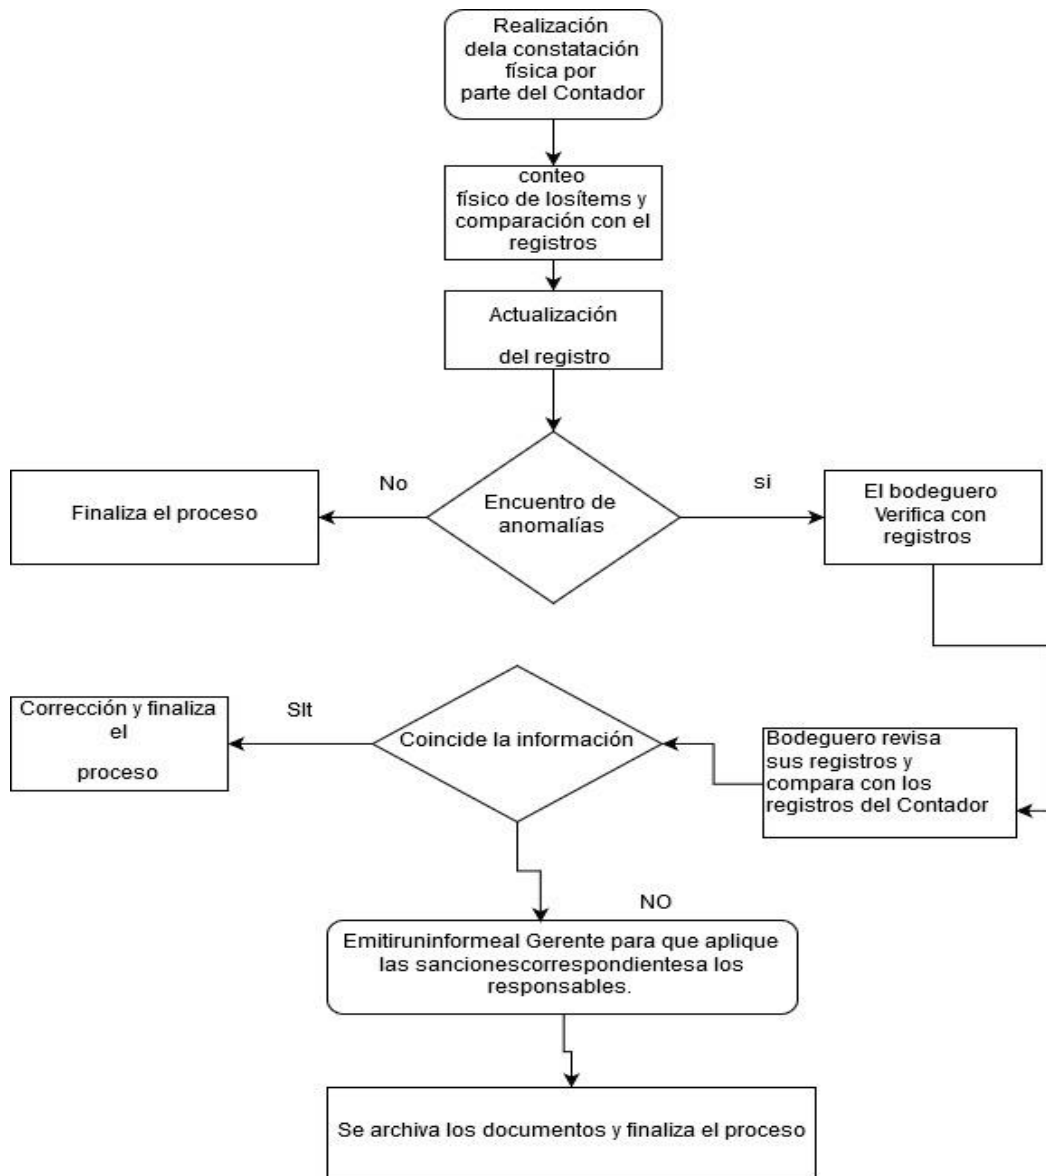 Realización
dela constatación
física por
parte del Contador
conteo
físico de losítems y
comparación con el
registros
Actualización
del registro
No
Encuentro de
anomalías
si
Finaliza el proceso
El bodeguero
Verifica con
registros
Corrección y finaliza
el
proceso
SIt
Coincide la información
Bodeguero revisa
sus registros y
compara con los
registros del Contador
NO
Emitiruninformeal Gerente para que aplique
las sancionescorrespondientesa los
responsables.
Se archiva los documentos y finaliza el proceso